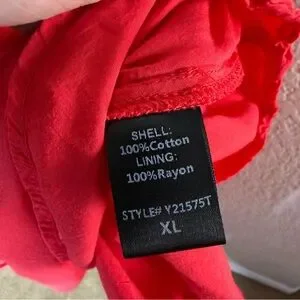 SHELL:
100%Cotton
LINING:
100%Rayon
STYLE# Y21575T
XL